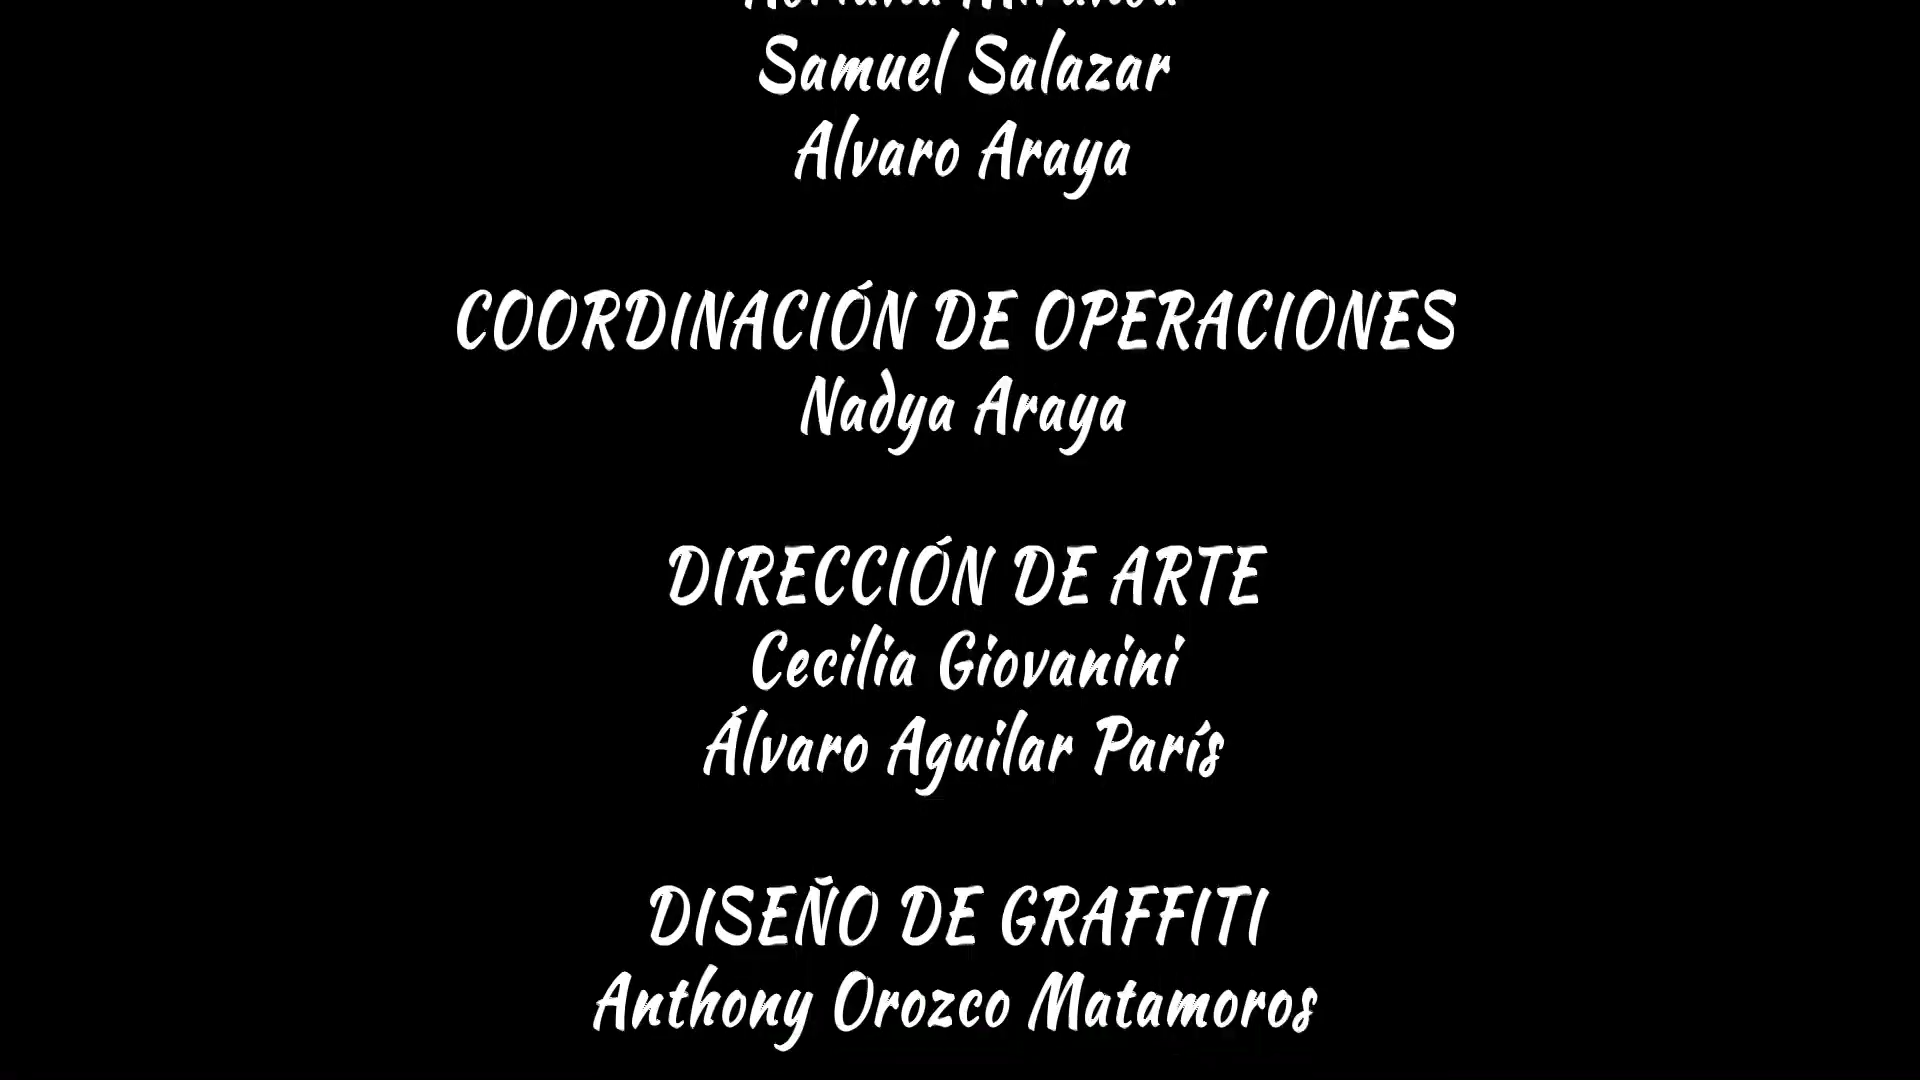 Samuel Salazar
Alvaro Araya
COORDINACIÓN DE OPERACIONES
Nadya Araya
DIRECCIÓN DE ARTE
Cecilia Giovanini
Álvaro Aguilar París
DISEÑO DE GRAFFITI
Anthony Orozco Matamoros